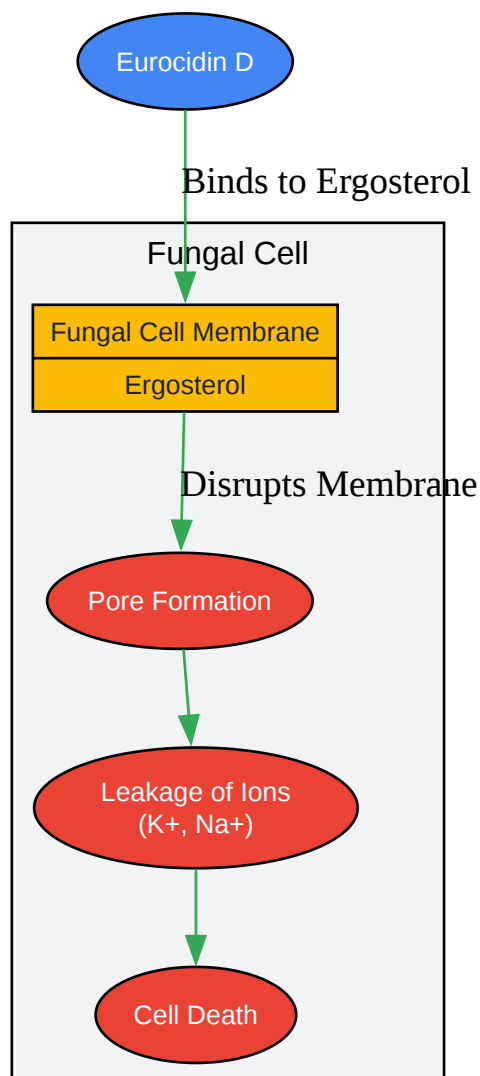 Eurocidin D
Binds to Ergosterol
Fungal Cell
Fungal Cell Membrane
Ergosterol
Disrupts Membrane
Pore Formation
Leakage of Ions
(K+, Na+)
Cell Death